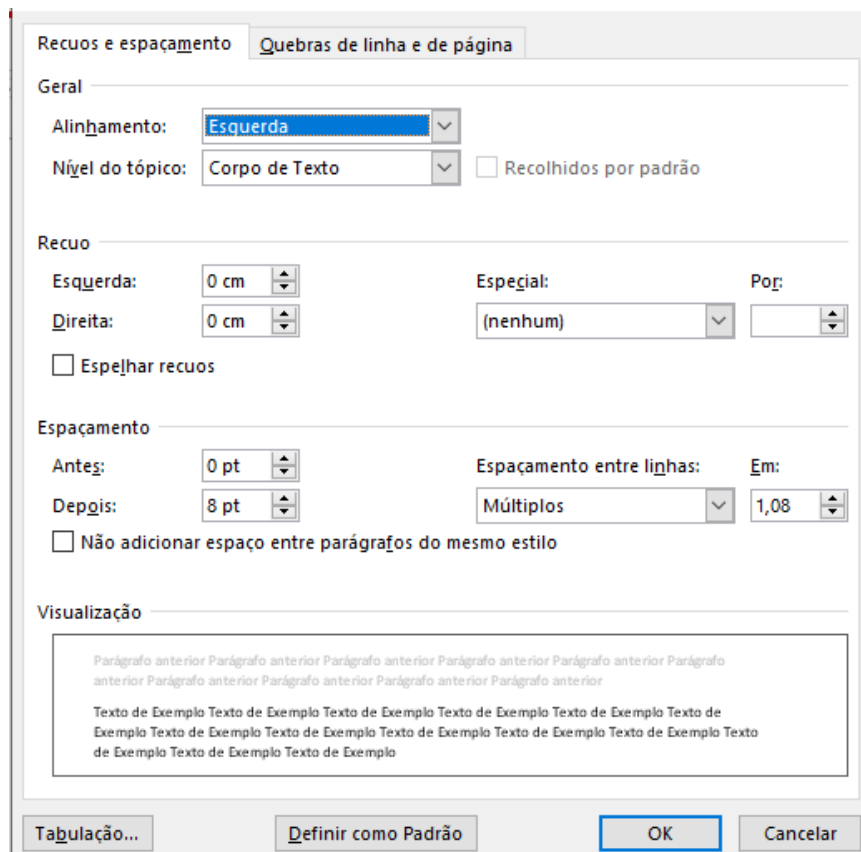 Recuos e espaçamento Quebras de linha e de página
Geral
Alinhamento: Esquerda
Nível do tópico: Corpo de Texto Recolhidos por padrão
Recuo
Esquerda: 0 cm Especial: Por:
Direita: 0 cm (nenhum)
Espelhar recuos
Espaçamento
Antes: 0 pt Espaçamento entre linhas: Em:
Depois: 8 pt Múltiplos 1,08
Não adicionar espaço entre parágrafos do mesmo estilo
Visualização
Parágrafo anterior Parágrafo anterior Parágrafo anterior Parágrafo anterior Parágrafo anterior Parágrafo
anterior Parágrafo anterior Parágrafo anterior Parágrafo anterior Parágrafo anterior
Texto de Exemplo Texto de Exemplo Texto de Exemplo Texto de Exemplo Texto de Exemplo Texto de
Exemplo Texto de Exemplo Texto de Exemplo Texto de Exemplo Texto de Exemplo Texto de Exemplo Texto
de Exemplo Texto de Exemplo Texto de Exemplo
Tabulação... Definir como Padrão OK Cancelar